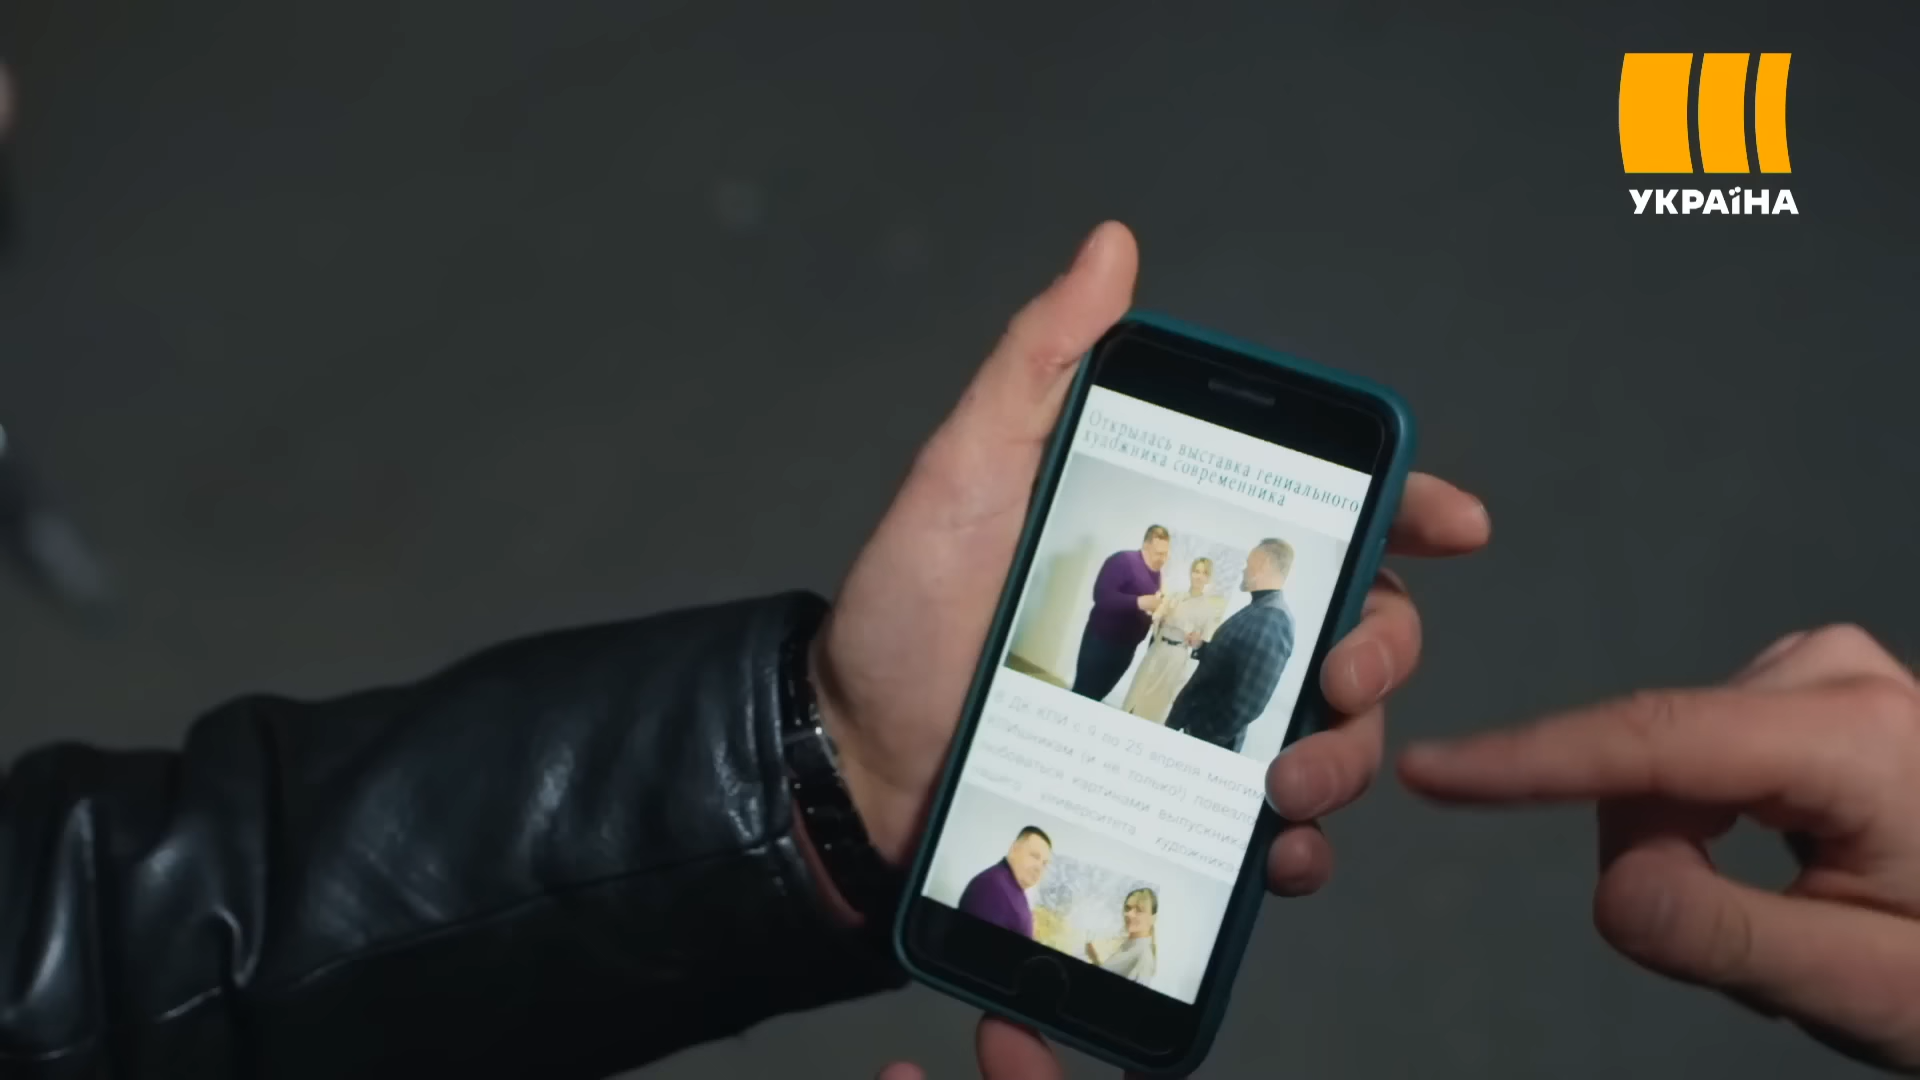 УКРАЇНА
Открылась выставка гениального
художника современника
В ДК КПИ с 9 по 25 апреля многим
КПИшникам (и не только!) повезло
любоваться картинами выпускника
нашего университета художника